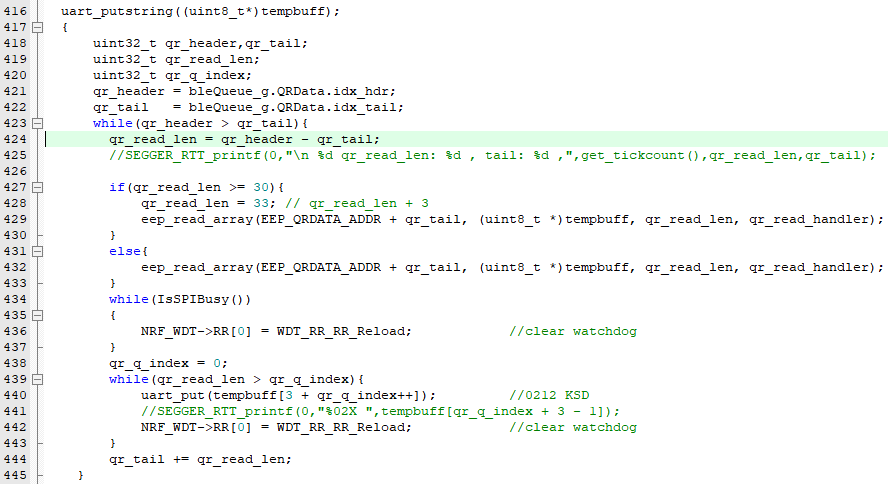 416 uart_putstring((uint8_t*)tempbuff);
417 {
418 uint32_t qr_header,qr_tail;
419 uint32_t qr_read_len;
420 uint32_t qr_q_index;
421 qr_header = bleQueue_g.QRData.idx_hdr;
422 qr_tail   = bleQueue_g.QRData.idx_tail;
423 while(qr_header > qr_tail){
424 qr_read_len = qr_header - qr_tail;
425 //SEGGER_RTT_printf(0,"\n %d qr_read_len: %d , tail: %d ,",get_tickcount(),qr_read_len,qr_tail);
426
427 if(qr_read_len >= 30){
428 qr_read_len = 33; // qr_read_len + 3
429 eep_read_array(EEP_QRDATA_ADDR + qr_tail, (uint8_t *)tempbuff, qr_read_len, qr_read_handler);
430 }
431 else{
432 eep_read_array(EEP_QRDATA_ADDR + qr_tail, (uint8_t *)tempbuff, qr_read_len, qr_read_handler);
433 }
434 while(IsSPIBusy())
435 {
436 NRF_WDT->RR[0] = WDT_RR_RR_Reload; //clear watchdog
437 }
438 qr_q_index = 0;
439 while(qr_read_len > qr_q_index){
440 uart_put(tempbuff[3 + qr_q_index++]); //0212 KSD
441 //SEGGER_RTT_printf(0,"%02X ",tempbuff[qr_q_index + 3 - 1]);
442 NRF_WDT->RR[0] = WDT_RR_RR_Reload; //clear watchdog
443 }
444 qr_tail += qr_read_len;
445 }